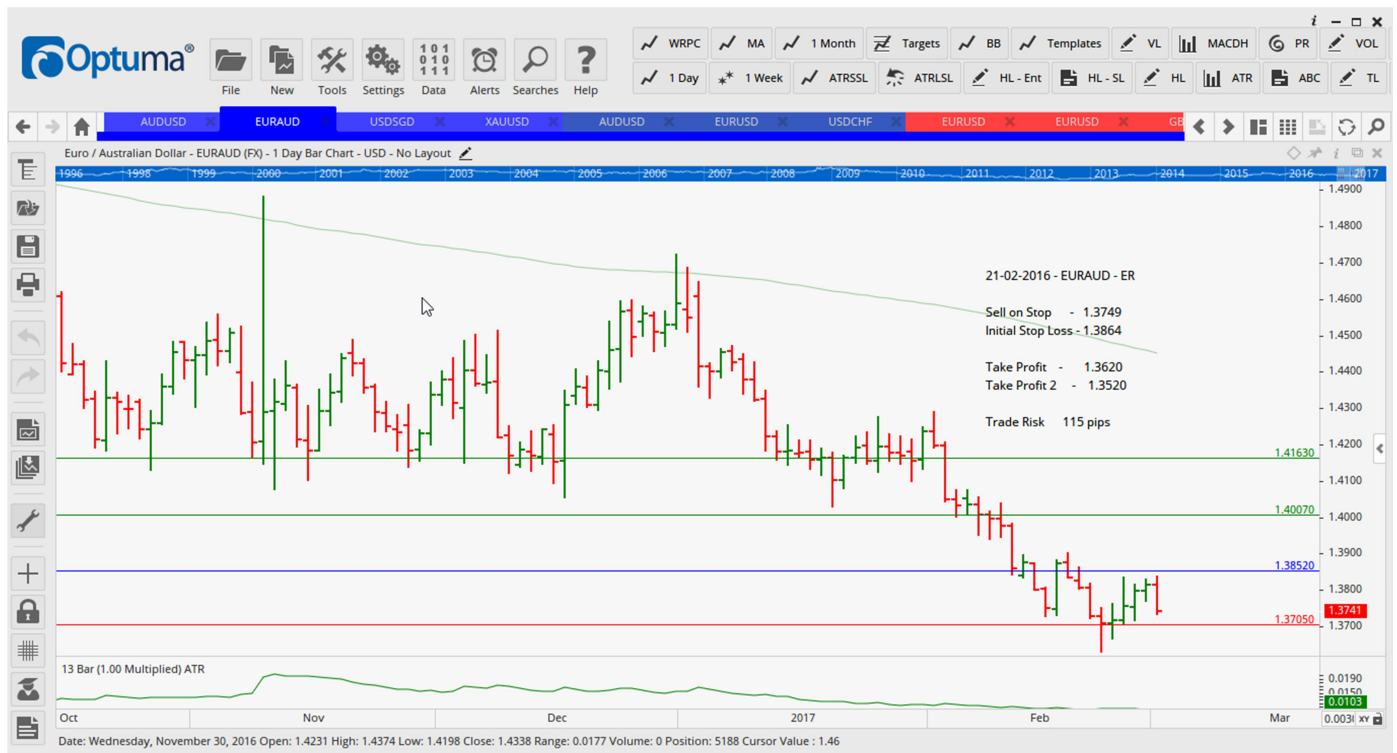 Optuma®
File New Tools Settings Data Alerts Searches Help
101
010
111
?
i
WRPC MA 1 Month Targets BB Templates VL MACDH PR VOL
1 Day 1 Week ATRSSL ATRLSL HL - Ent HL - SL HL ATR ABC TL
AUDUSD EURAUD USDSGD XAUUSD AUDUSD EURUSD USDCHF EURUSD EURUSD GB
Euro / Australian Dollar - EURAUD (FX) - 1 Day Bar Chart - USD - No Layout
1996 1998 1999 2000 2001 2002 2003 2004 2005 2006 2007 2008 2009 2010 2011 2012 2013 2014 2015 2016 2017
1.4900
1.4800
1.4700
1.4600
1.4500
1.4400
1.4300
1.4200
1.4100
1.4000
1.3900
1.3800
1.3741
1.3700
21-02-2016 - EURAUD - ER
Sell on Stop - 1.3749
Initial Stop Loss - 1.3864
Take Profit - 1.3620
Take Profit 2 - 1.3520
Trade Risk 115 pips
1.41630
1.40070
1.38520
1.37050
13 Bar (1.00 Multiplied) ATR
0.0190
0.0150
0.0103
Oct Nov Dec 2017 Feb Mar
XY
Date: Wednesday, November 30, 2016 Open: 1.4231 High: 1.4374 Low: 1.4198 Close: 1.4338 Range: 0.0177 Volume: 0 Position: 5188 Cursor Value : 1.46